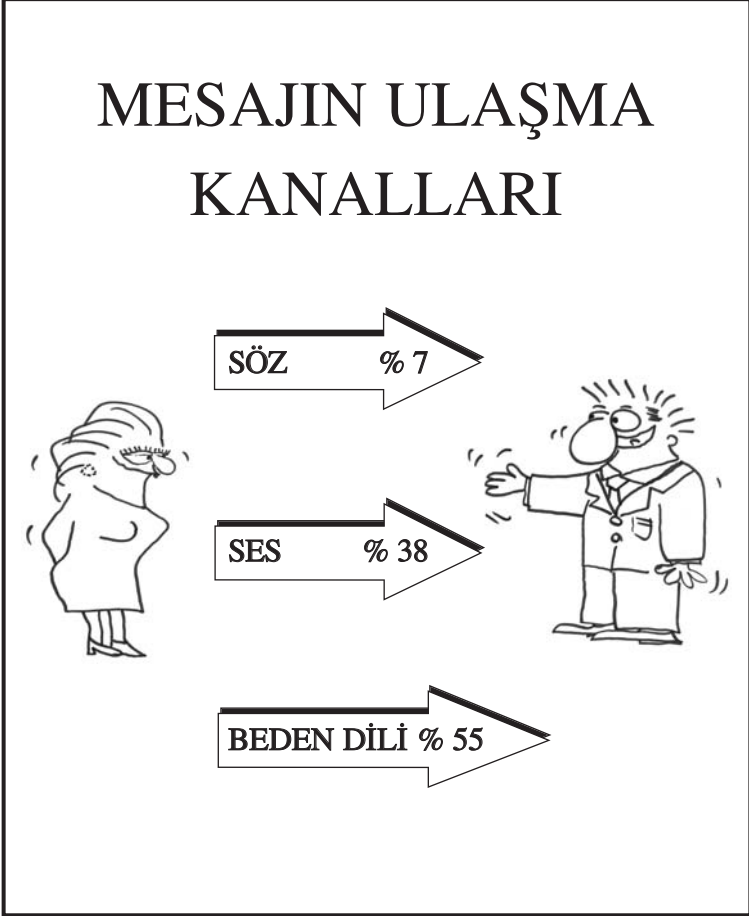 MESAJIN ULAŞMA
KANALLARI
SÖZ % 7
SES % 38
BEDEN DİLİ % 55